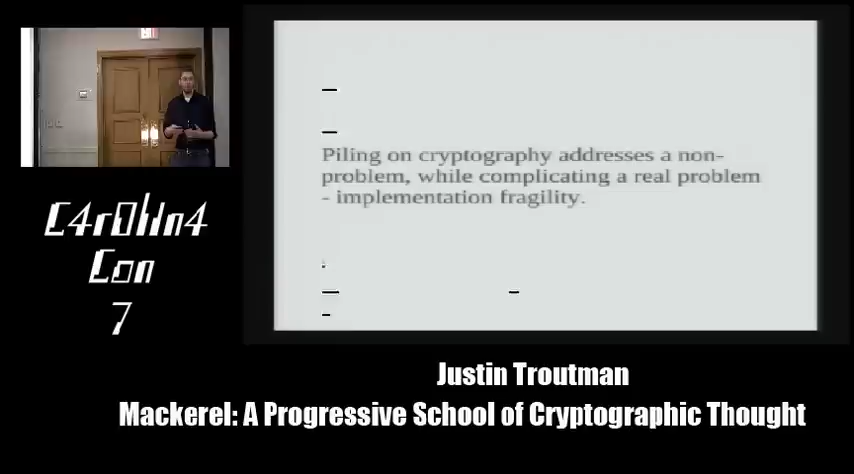 Piling on cryptography addresses a non-
problem, while complicating a real problem
- implementation fragility.
C4r0l1n4
Con
7
Justin Troutman
Mackerel: A Progressive School of Cryptographic Thought